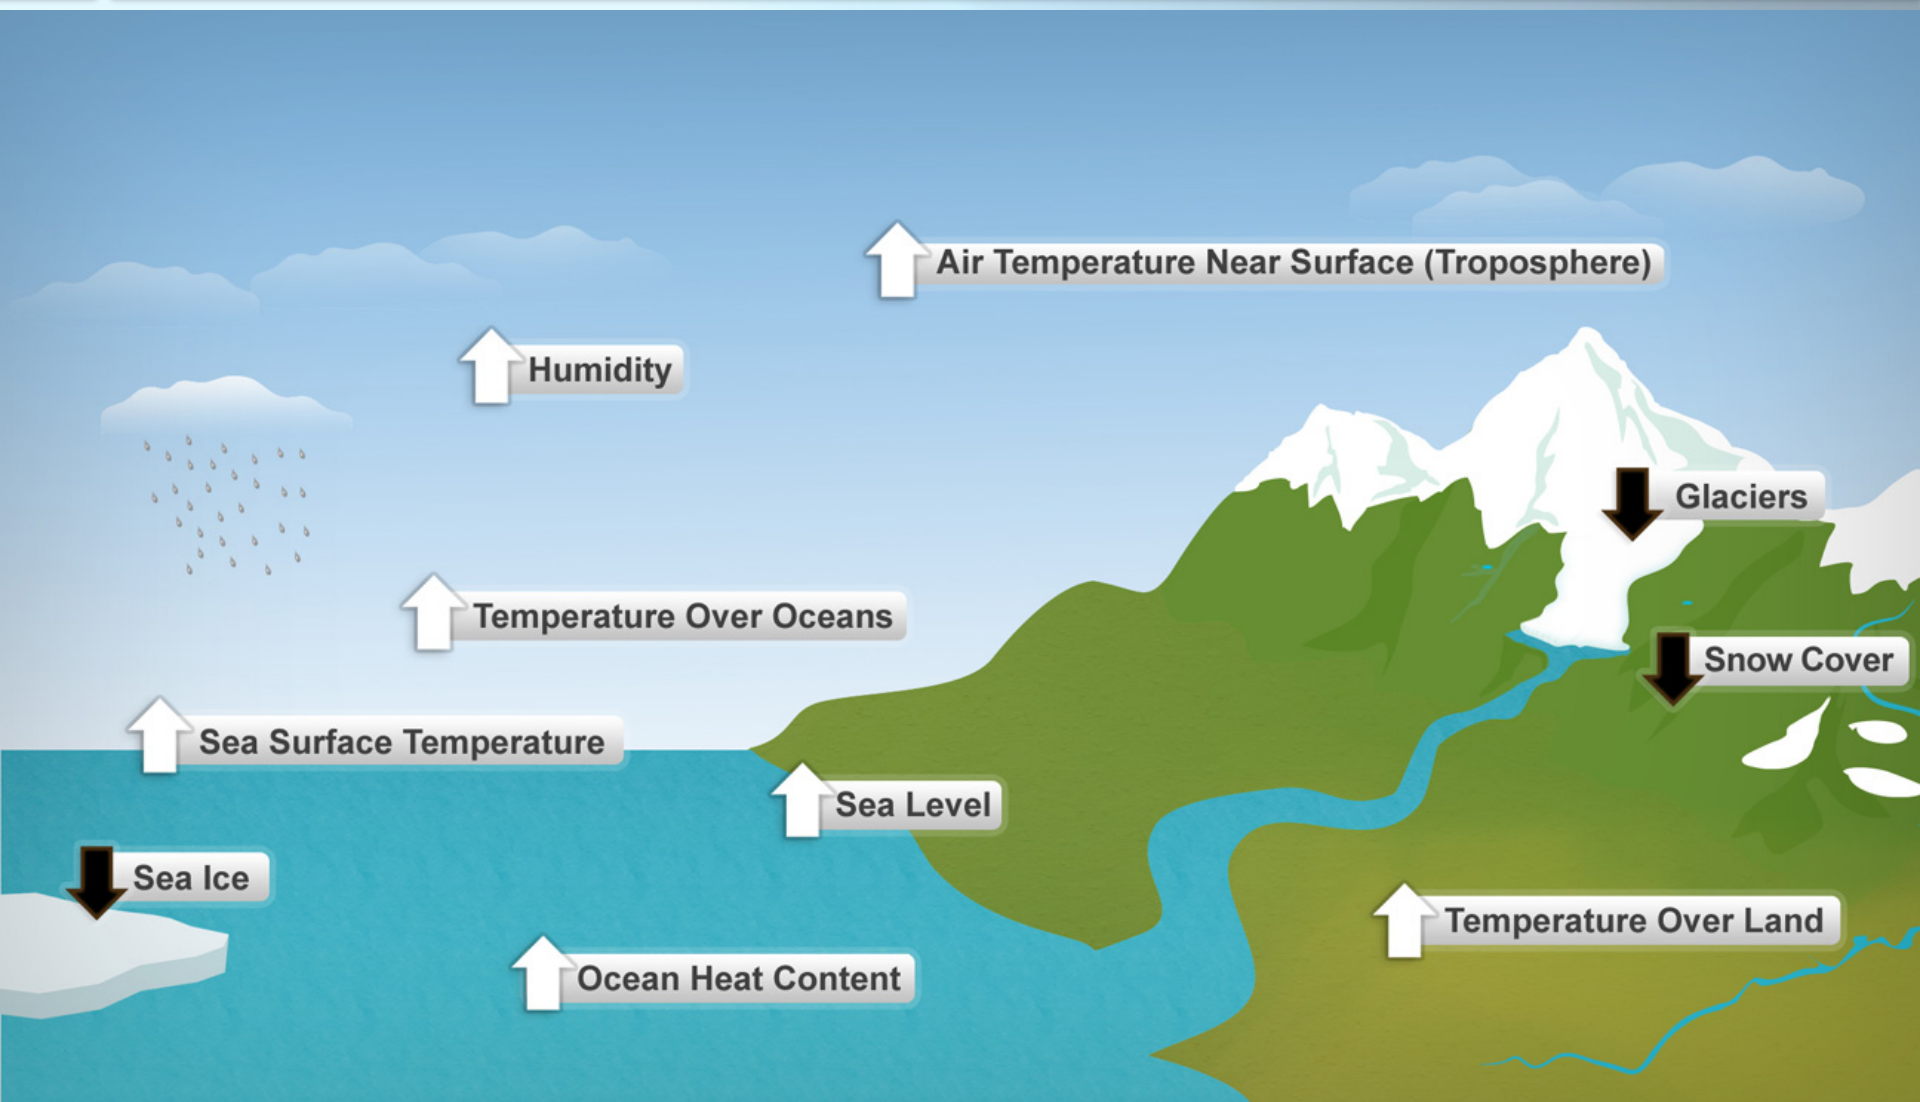 Air Temperature Near Surface (Troposphere)
Humidity
Glaciers
Temperature Over Oceans
Snow Cover
Sea Surface Temperature
Sea Level
Sea Ice
Temperature Over Land
Ocean Heat Content